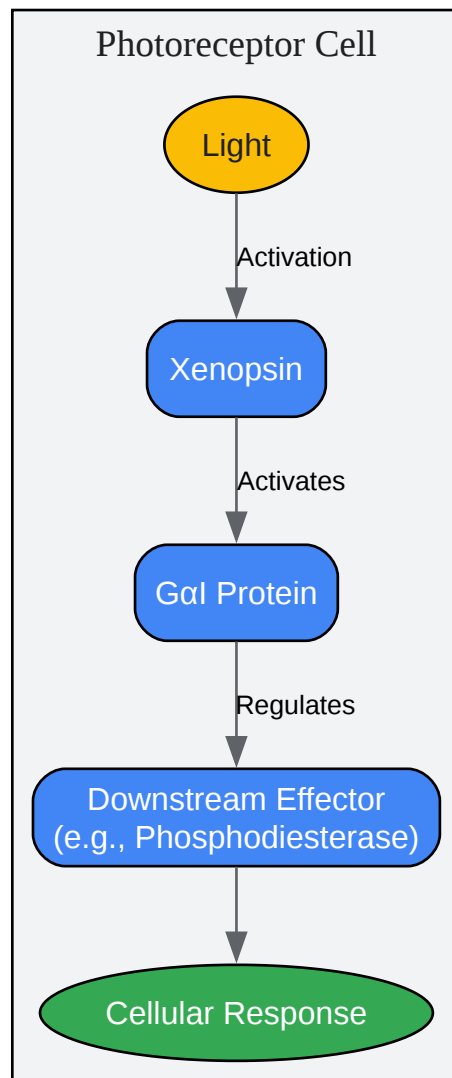 Photoreceptor Cell
Light
Activation
Xenopsin
Activates
GαI Protein
Regulates
Downstream Effector
(e.g., Phosphodiesterase)
Cellular Response